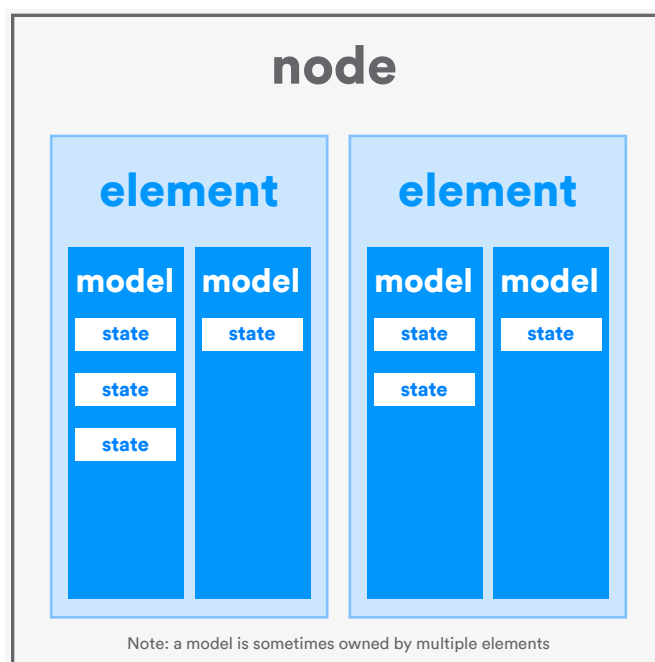 node
element
model
state
state
state
model
state
element
model
state
state
model
state
Note: a model is sometimes owned by multiple elements